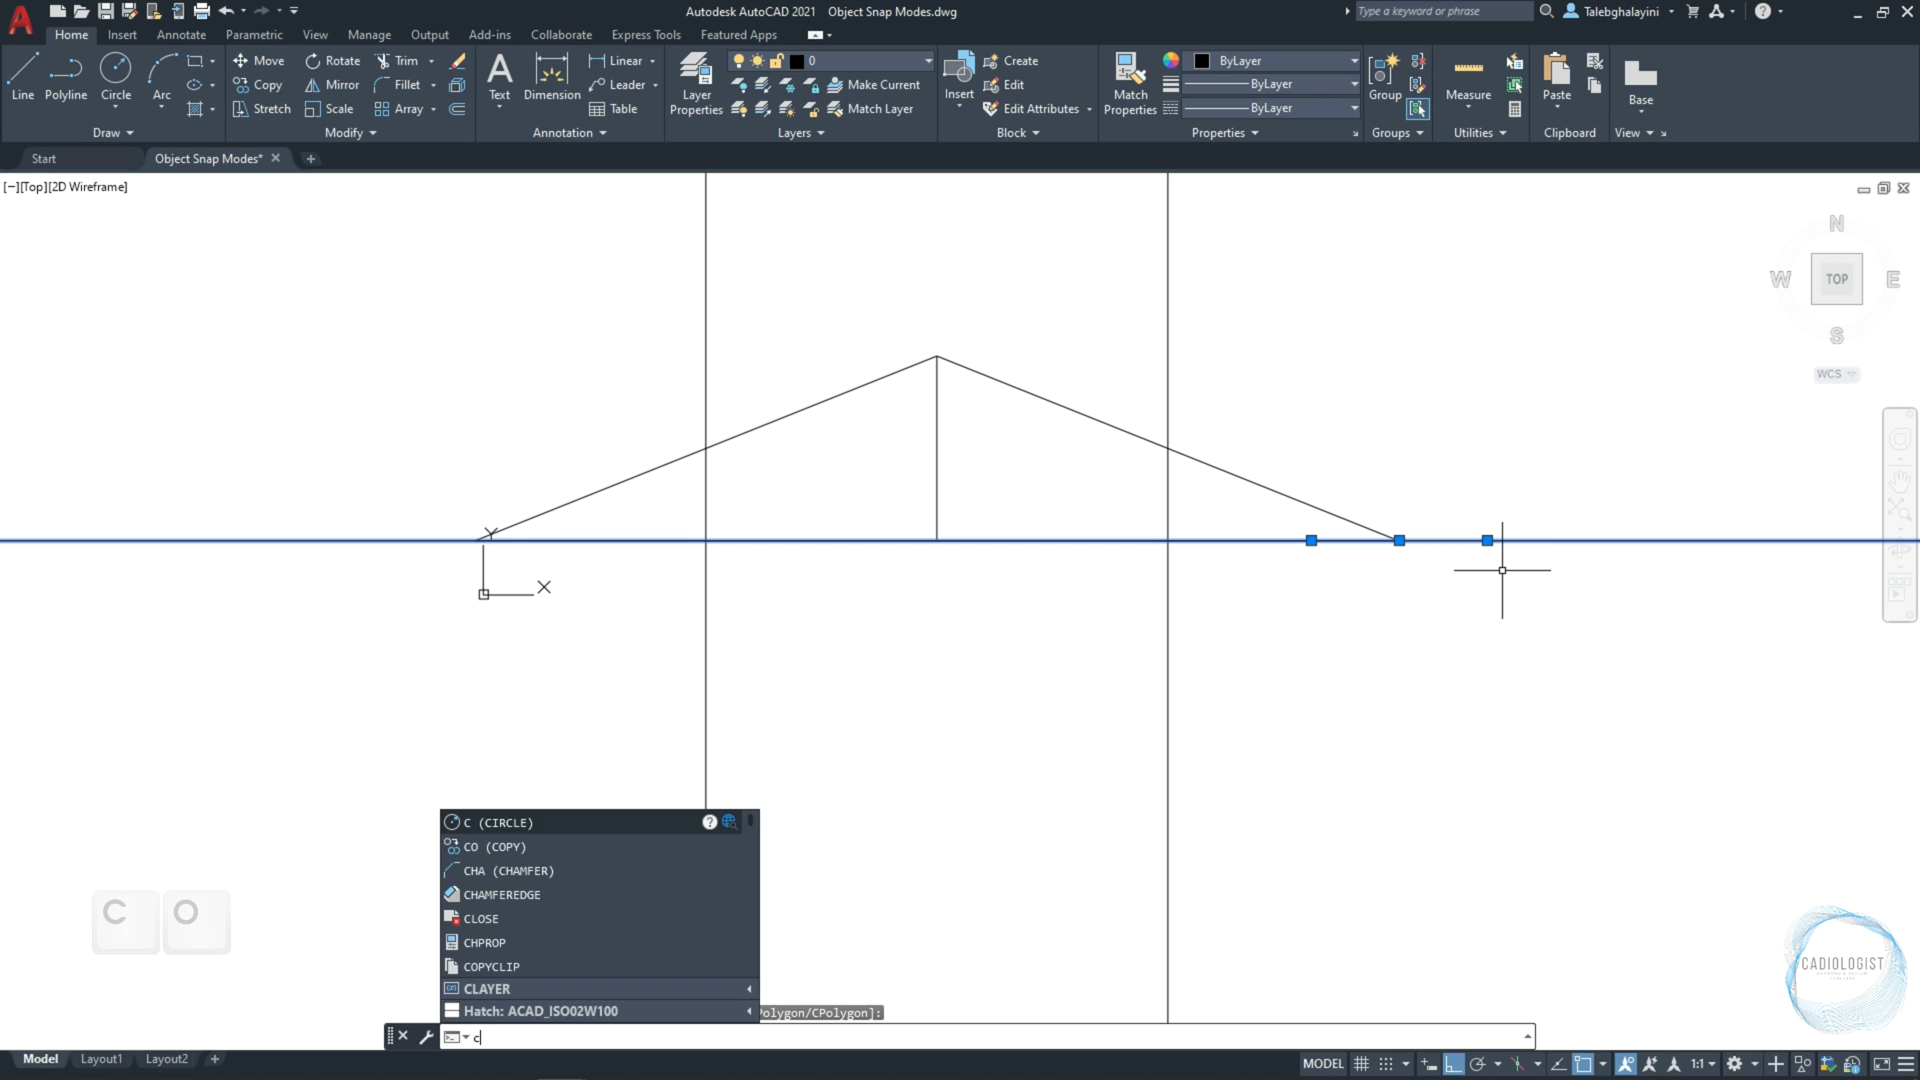 Autodesk AutoCAD 2021 Object Snap Modes.dwg
Type a keyword or phrase
Talebghalayini
Home Insert Annotate Parametric View Manage Output Add-ins Collaborate Express Tools Featured Apps
Line Polyline Circle Arc
Draw
Move Rotate Trim
Copy Mirror Fillet
Stretch Scale Array
Modify
Text Dimension
Linear
Leader
Table
Annotation
Layer Properties
0
Make Current
Match Layer
Layers
Insert
Create
Edit
Edit Attributes
Block
Match Properties
ByLayer
ByLayer
ByLayer
Properties
Group
Groups
Measure
Utilities
Paste
Clipboard
Base
View
Start Object Snap Modes*
[−][Top][2D Wireframe]
N
W TOP E
S
WCS
Y
X
C (CIRCLE)
CO (COPY)
CHA (CHAMFER)
CHAMFEREDGE
CLOSE
CHPROP
COPYCLIP
CLAYER
Hatch: ACAD_ISO02W100
Polygon/CPolygon]:
c
C O
CADIOLOGIST
Model Layout1 Layout2
MODEL 1:1